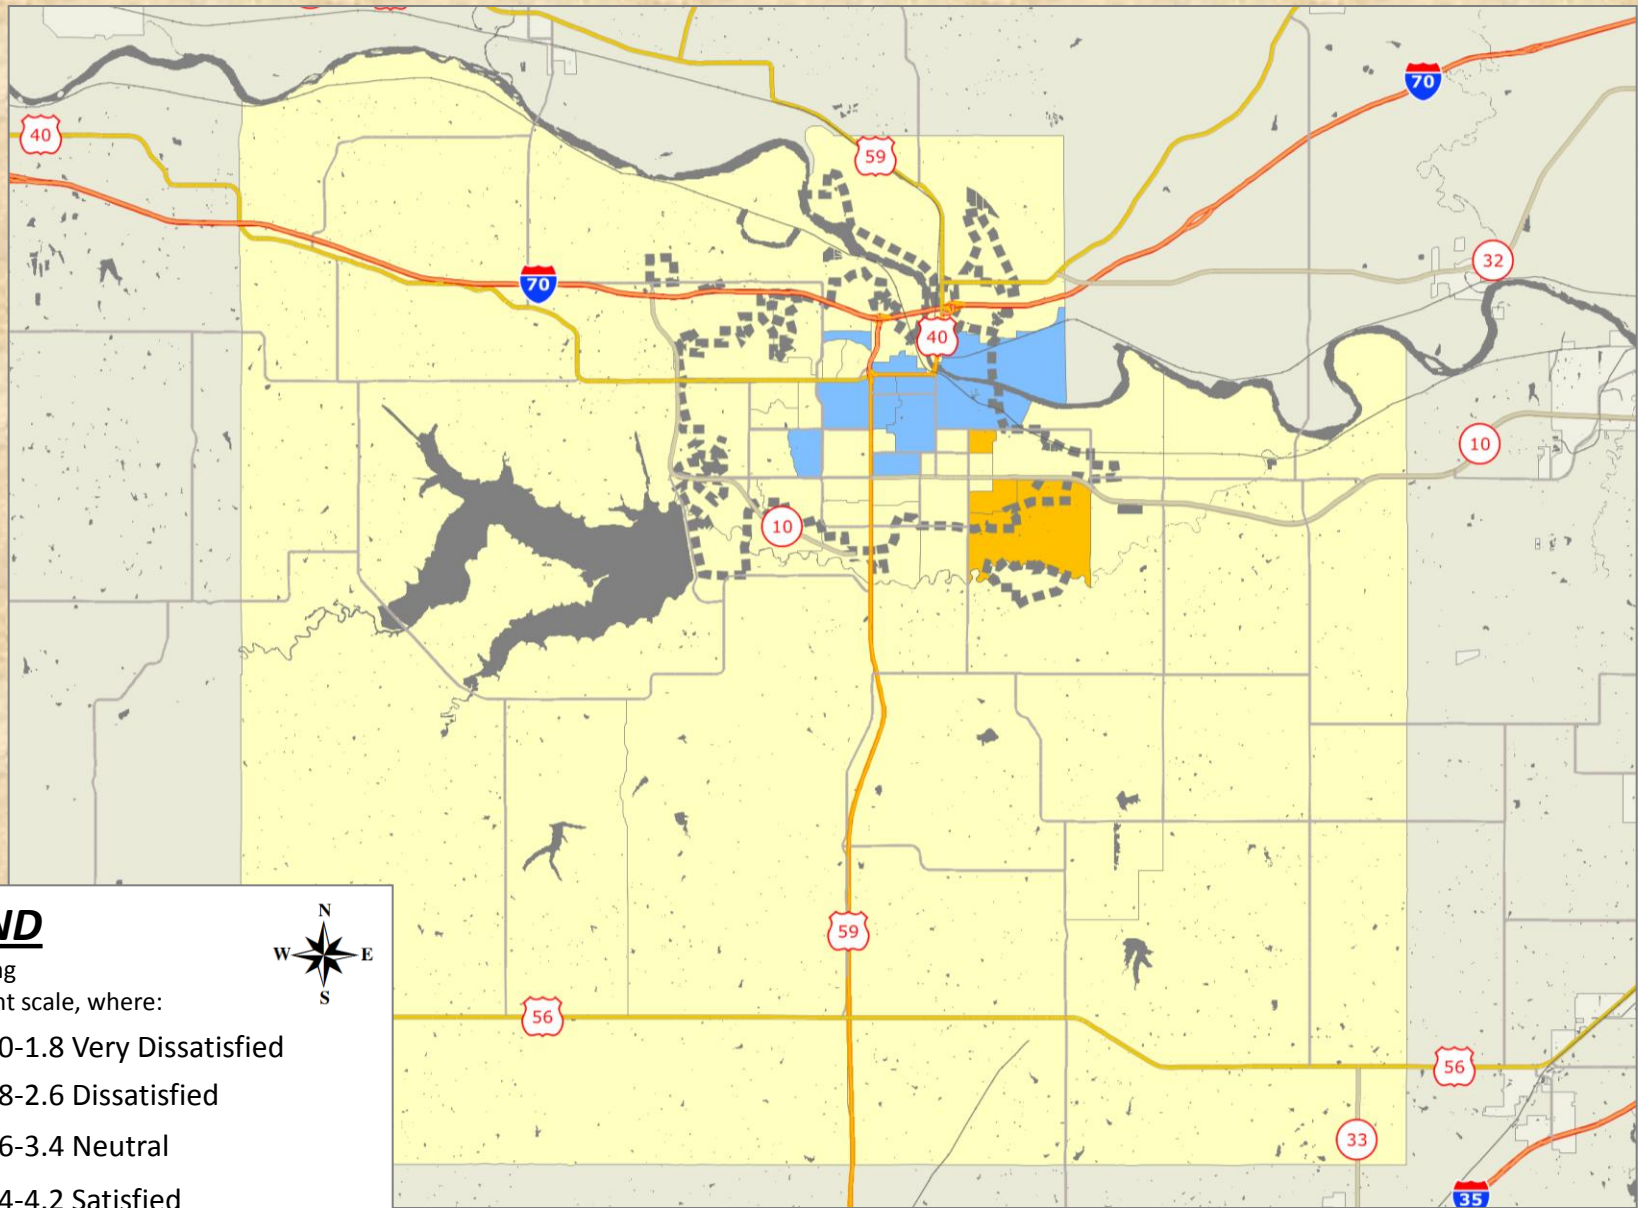 70
40
59
32
70
40
10
10
59
56
56
33
35
ND
N
W E
S
ng
nt scale, where:
0-1.8 Very Dissatisfied
8-2.6 Dissatisfied
6-3.4 Neutral
4-4.2 Satisfied